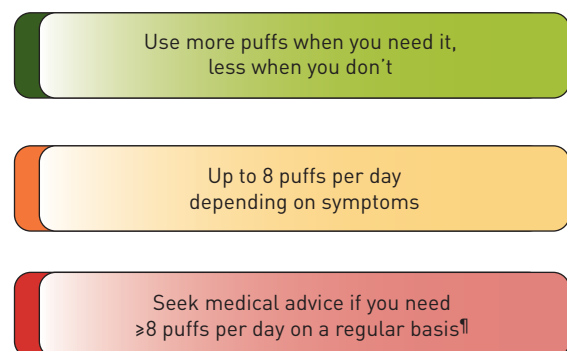 Use more puffs when you need it,
less when you don’t
Up to 8 puffs per day
depending on symptoms
Seek medical advice if you need
≥8 puffs per day on a regular basis¶